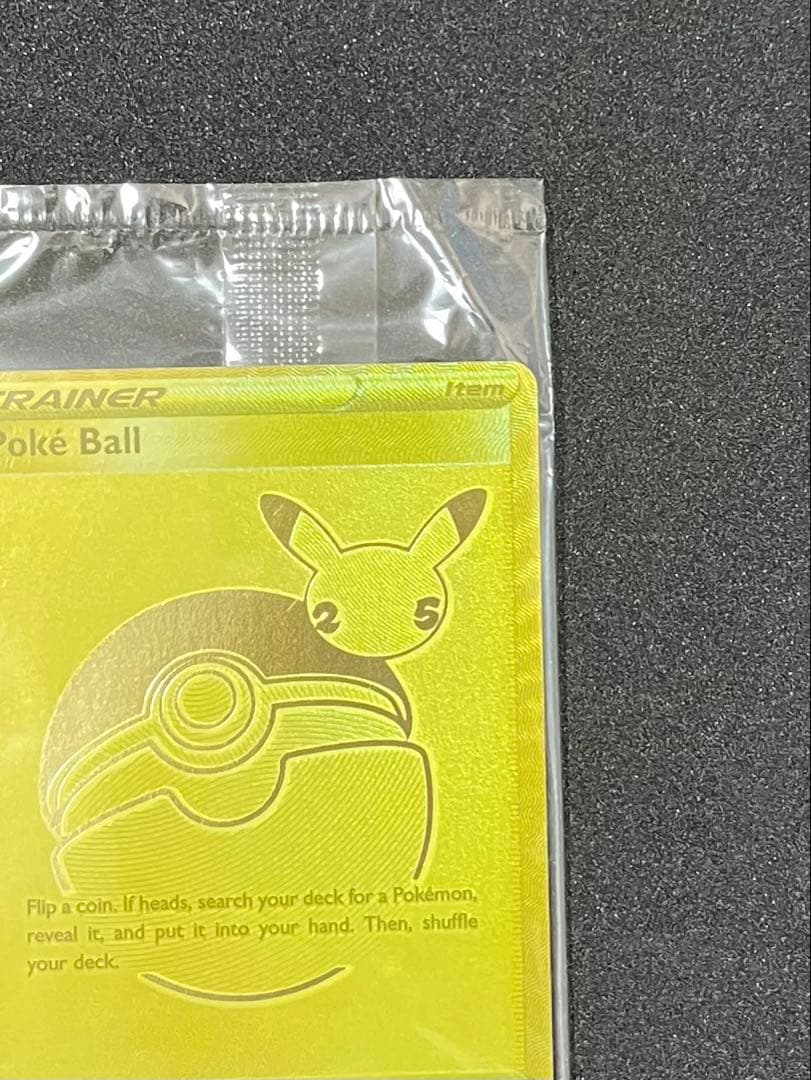 TRAINER
Item
Poké Ball
2 5
Flip a coin. If heads, search your deck for a Pokémon,
reveal it, and put it into your hand. Then, shuffle
your deck.